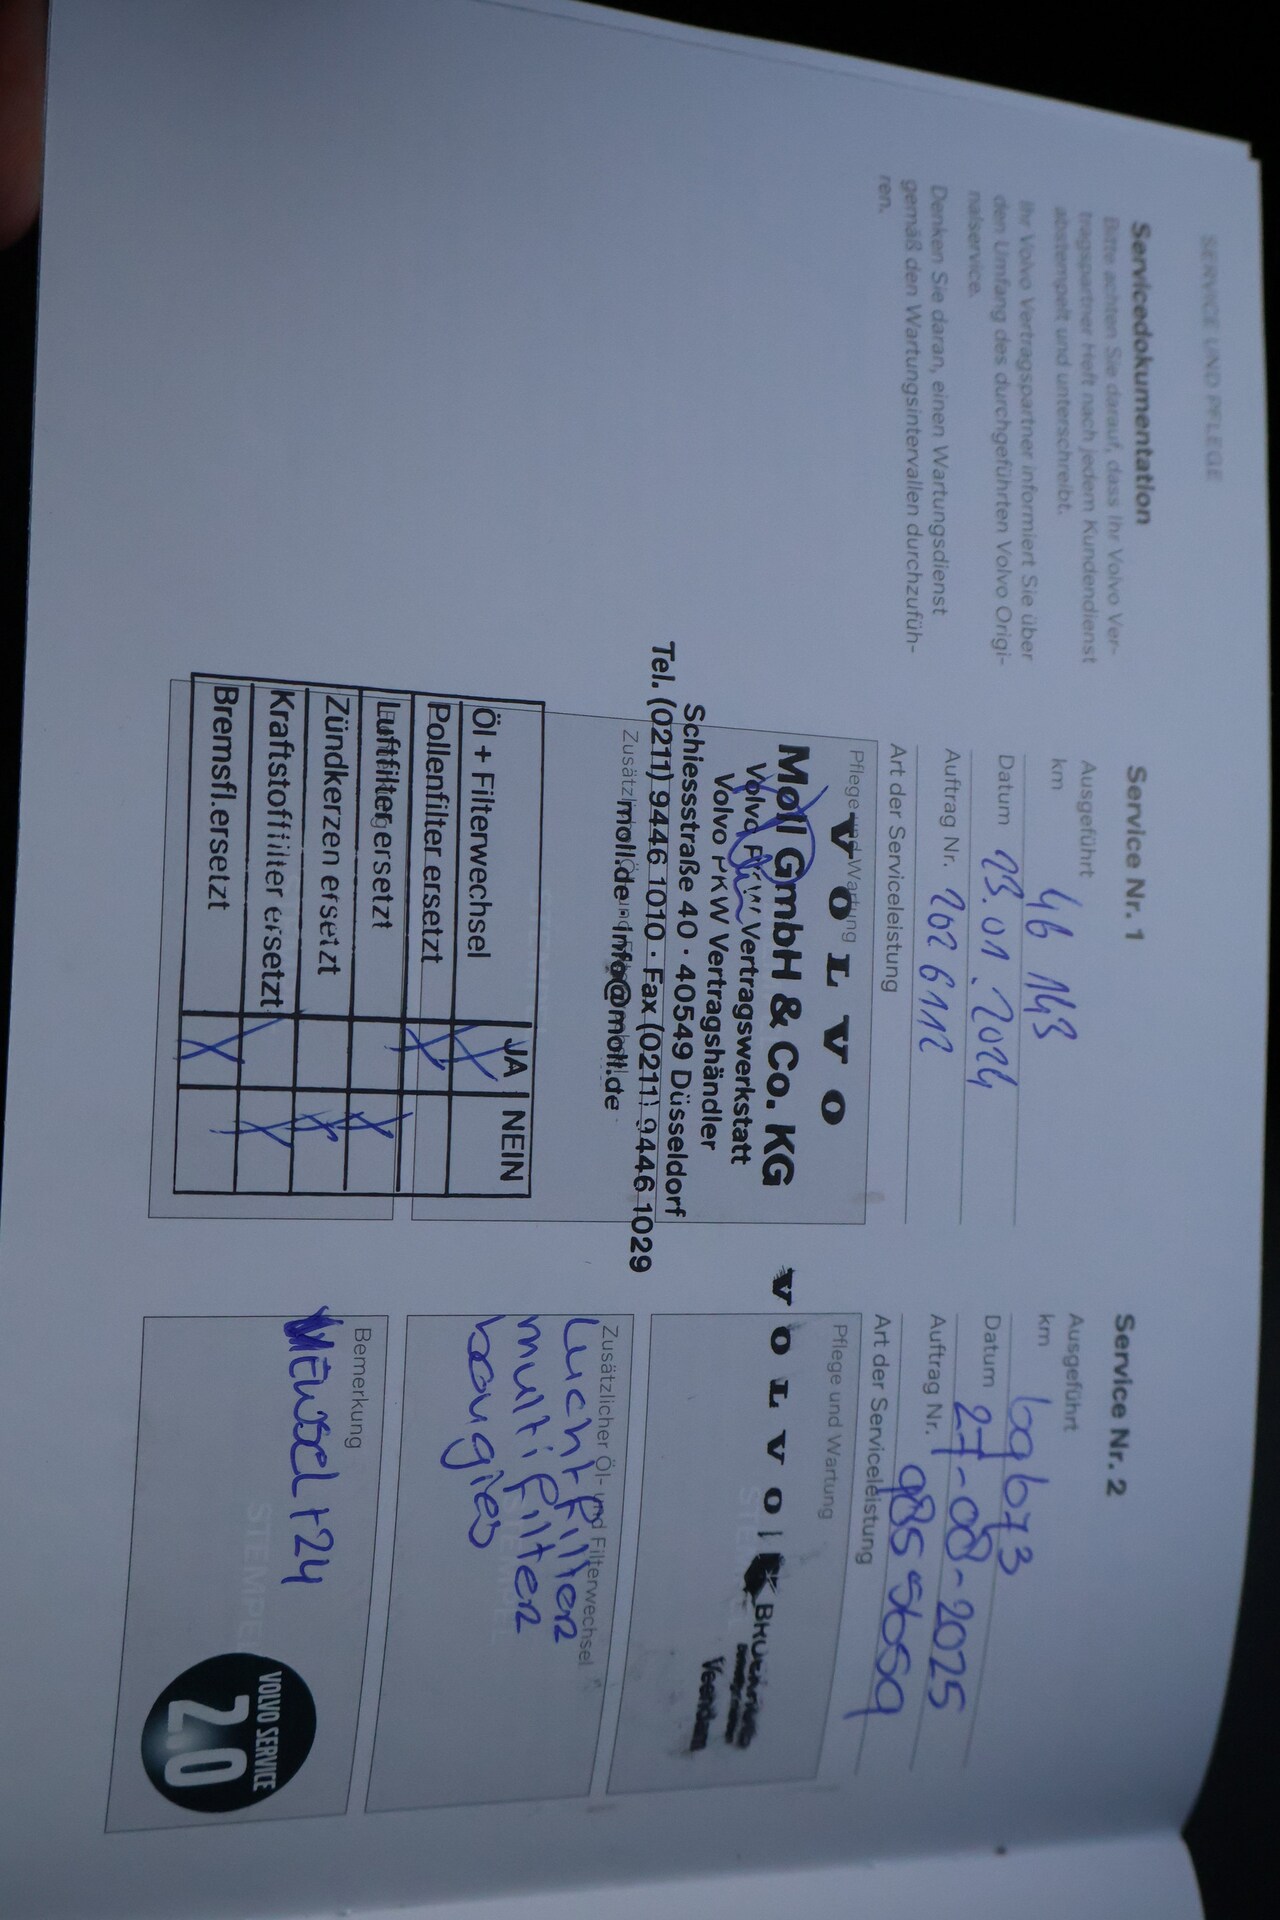 SERVICE UND PFLEGE
Servicedokumentation
Bitte achten Sie darauf, dass Ihr Volvo Ver-
tragspartner Heft nach jedem Kundendienst
abstempelt und unterschreibt.
Ihr Volvo Vertragspartner informiert Sie über
den Umfang des durchgeführten Volvo Origi-
nalservice.
Denken Sie daran, einen Wartungsdienst
gemäß den Wartungsintervallen durchzufüh-
ren.
Service Nr. 1
Ausgeführt
km 46 143
Datum 23.01.2024
Auftrag Nr. 2026112
Art der Serviceleistung
Pflege und Wartung
VOLVO
Moll GmbH & Co. KG
Volvo PKW Vertragswerkstatt
Volvo PKW Vertragshändler
Schiessstraße 40 · 40549 Düsseldorf
Tel. (0211) 9446 1010 · Fax (0211) 9446 1029
moll.de info@moll.de
JA NEIN
Öl + Filterwechsel X
Pollenfilter ersetzt X
Luftfilter ersetzt X
Zündkerzen ersetzt X
Kraftstoffilter ersetzt X
Bremsfl.ersetzt X
Service Nr. 2
Ausgeführt
km 69673
Datum 27-08-2025
Auftrag Nr.
Art der Serviceleistung
Pflege und Wartung
VOLVO
Veendam
Zusätzlicher Öl- und Filterwechsel
Luchtfilter
multifilter
bougies
Bemerkung
+24
STEMPEL
VOLVO SERVICE
2.0